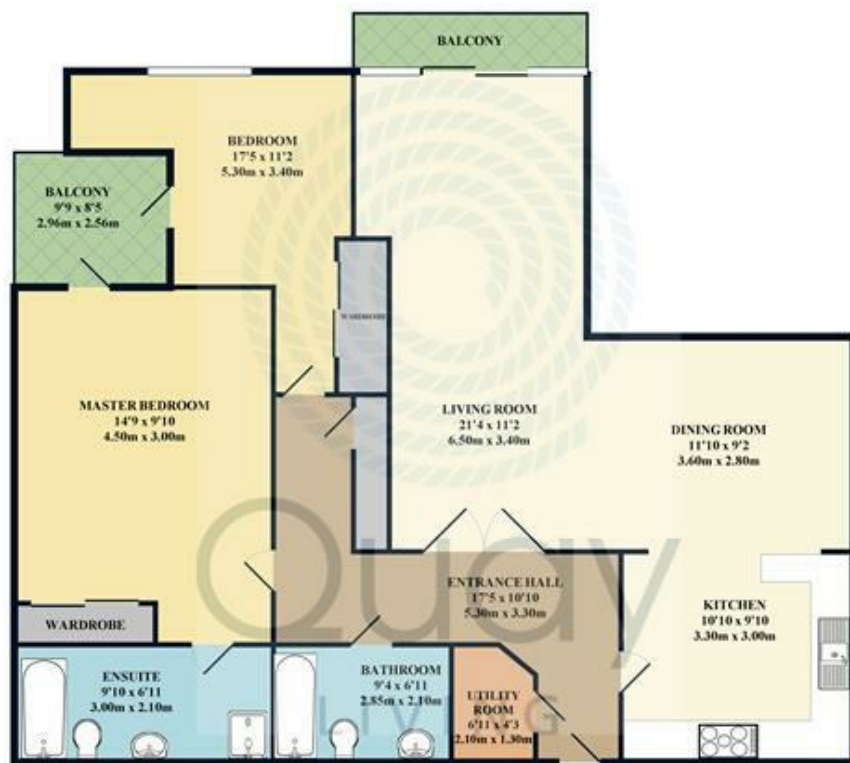 BALCONY
BEDROOM
17'5 x 11'2
5.30m x 3.40m
BALCONY
9'9 x 8'5
2.96m x 2.56m
WARDROBE
MASTER BEDROOM
14'9 x 9'10
4.50m x 3.00m
LIVING ROOM
21'4 x 11'2
6.50m x 3.40m
DINING ROOM
11'10 x 9'2
3.60m x 2.80m
Quay
ENTRANCE HALL
17'5 x 10'10
5.30m x 3.30m
KITCHEN
10'10 x 9'10
3.30m x 3.00m
WARDROBE
ENSUITE
9'10 x 6'11
3.00m x 2.10m
BATHROOM
9'4 x 6'11
2.85m x 2.10m
UTILITY
ROOM
6'11 x 4'3
2.10m x 1.30m
LIVING